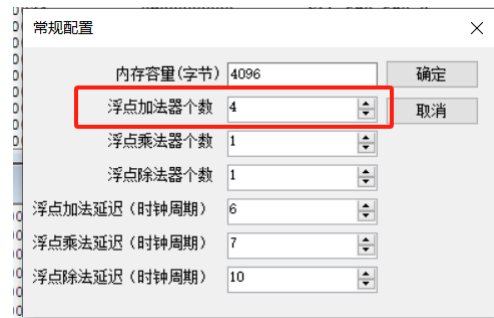 常规配置
内存容量(字节) 4096 确定
浮点加法器个数 4 取消
浮点乘法器个数 1
浮点除法器个数 1
浮点加法延迟（时钟周期） 6
浮点乘法延迟（时钟周期） 7
浮点除法延迟（时钟周期） 10